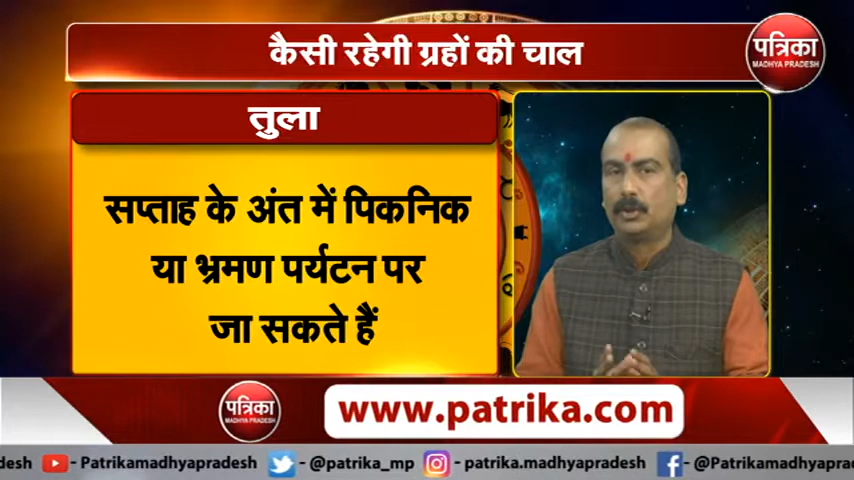 कैसी रहेगी ग्रहों की चाल
पत्रिका
MADHYA PRADESH
तुला
सप्ताह के अंत में पिकनिक
या भ्रमण पर्यटन पर
जा सकते हैं
पत्रिका
MADHYA PRADESH
www.patrika.com
desh - Patrikamadhyapradesh - @patrika_mp - patrika.madhyapradesh - @Patrikamadhyaprade